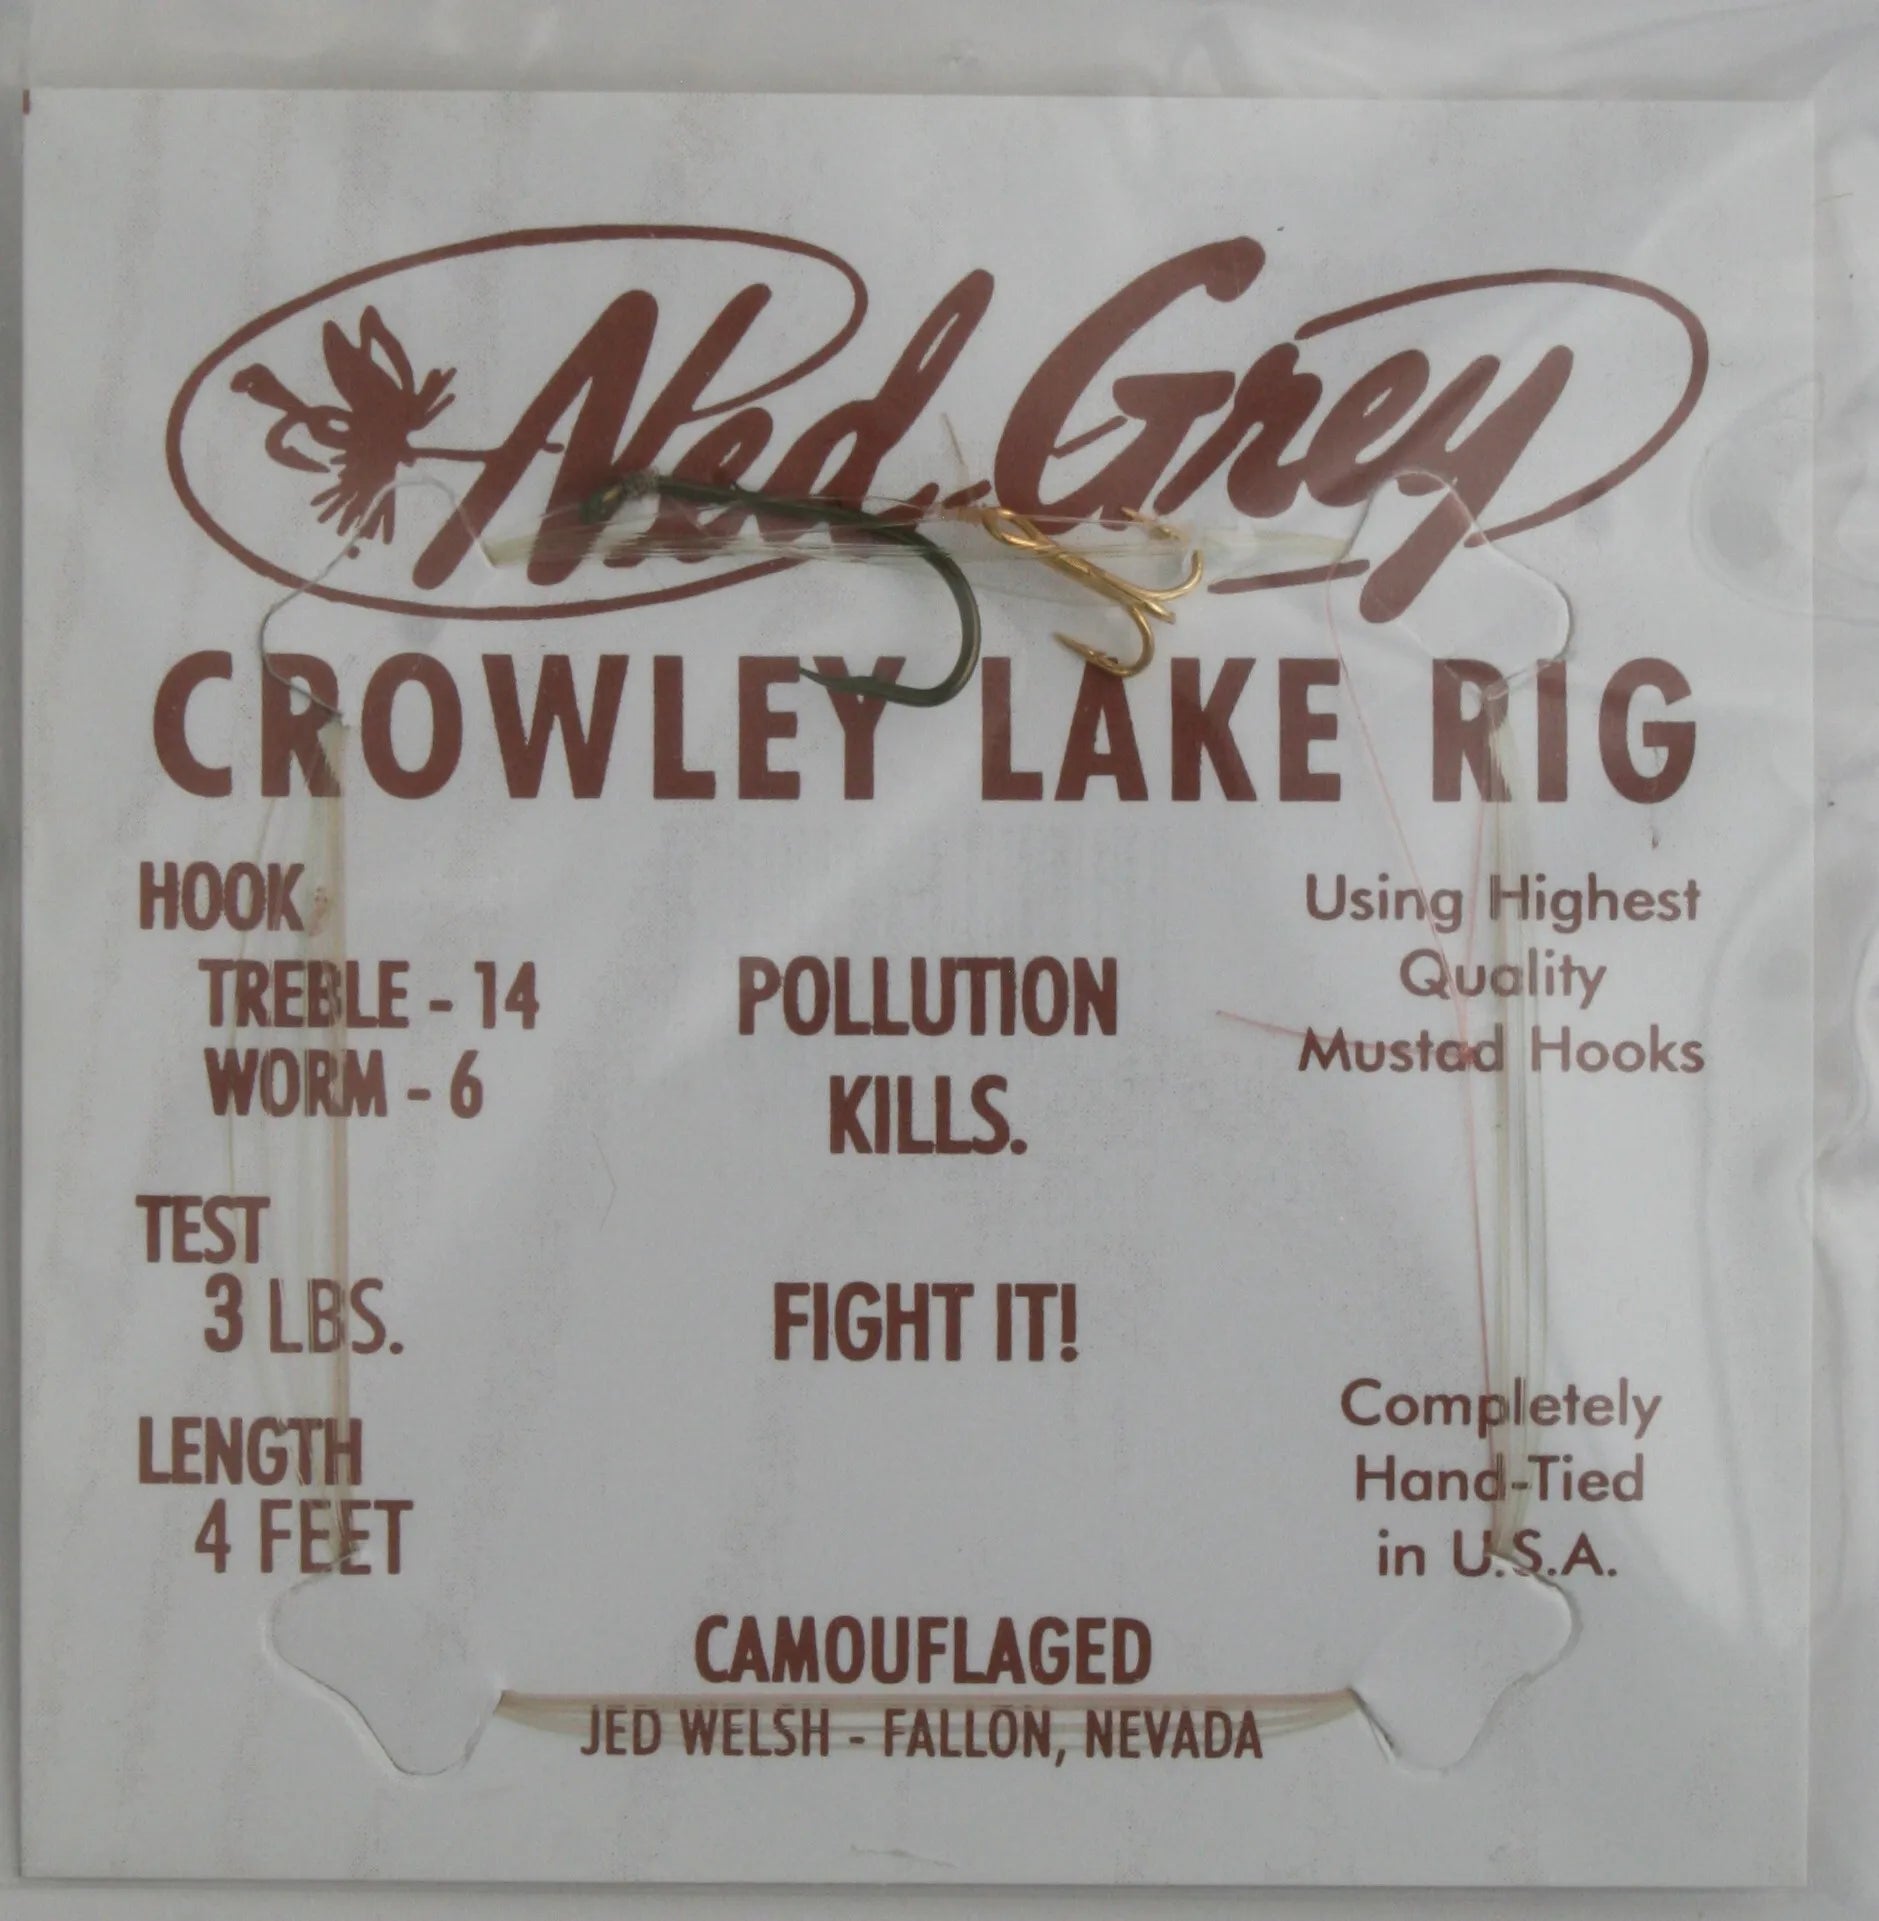 Ned Grey
CROWLEY LAKE RIG
HOOK
TREBLE - 14
WORM - 6
TEST
3 LBS.
LENGTH
4 FEET
POLLUTION
KILLS.
FIGHT IT!
Using Highest
Quality
Mustad Hooks
Completely
Hand-Tied
in U.S.A.
CAMOUFLAGED
JED WELSH - FALLON, NEVADA